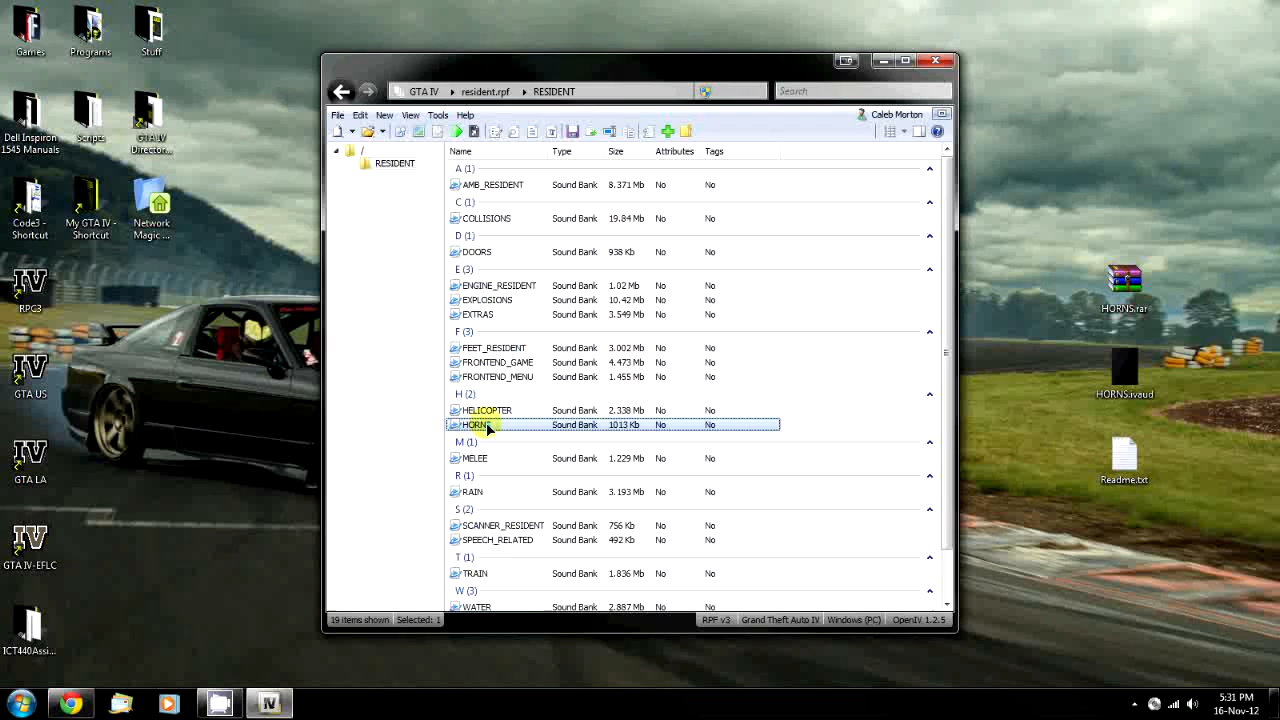 Games
Programs
Stuff
Dell Inspiron
1545 Manuals
Scripts
GTA IV
Director...
Code3 -
Shortcut
My GTA IV -
Shortcut
Network
Magic ...
IV
RPC3
IV
GTA US
IV
GTA LA
IV
GTA IV-EFLC
ICT440Assi...
GTA IV
resident.rpf
RESIDENT
Search
File Edit New View Tools Help
Caleb Morton
/
RESIDENT
Name Type Size Attributes Tags
A (1)
AMB_RESIDENT Sound Bank 8.371 Mb No No
C (1)
COLLISIONS Sound Bank 19.84 Mb No No
D (1)
DOORS Sound Bank 938 Kb No No
E (3)
ENGINE_RESIDENT Sound Bank 1.02 Mb No No
EXPLOSIONS Sound Bank 10.42 Mb No No
EXTRAS Sound Bank 3.549 Mb No No
F (3)
FEET_RESIDENT Sound Bank 3.002 Mb No No
FRONTEND_GAME Sound Bank 4.473 Mb No No
FRONTEND_MENU Sound Bank 1.455 Mb No No
H (2)
HELICOPTER Sound Bank 2.338 Mb No No
HORNS Sound Bank 1013 Kb No No
M (1)
MELEE Sound Bank 1.229 Mb No No
R (1)
RAIN Sound Bank 3.193 Mb No No
S (2)
SCANNER_RESIDENT Sound Bank 756 Kb No No
SPEECH_RELATED Sound Bank 492 Kb No No
T (1)
TRAIN Sound Bank 1.836 Mb No No
W (3)
WATER Sound Bank 2.887 Mb No No
19 items shown Selected: 1 RPF v3 Grand Theft Auto IV Windows (PC) OpenIV 1.2.5
HORNS.rar
HORNS.ivaud
Readme.txt
IV
5:31 PM
16-Nov-12